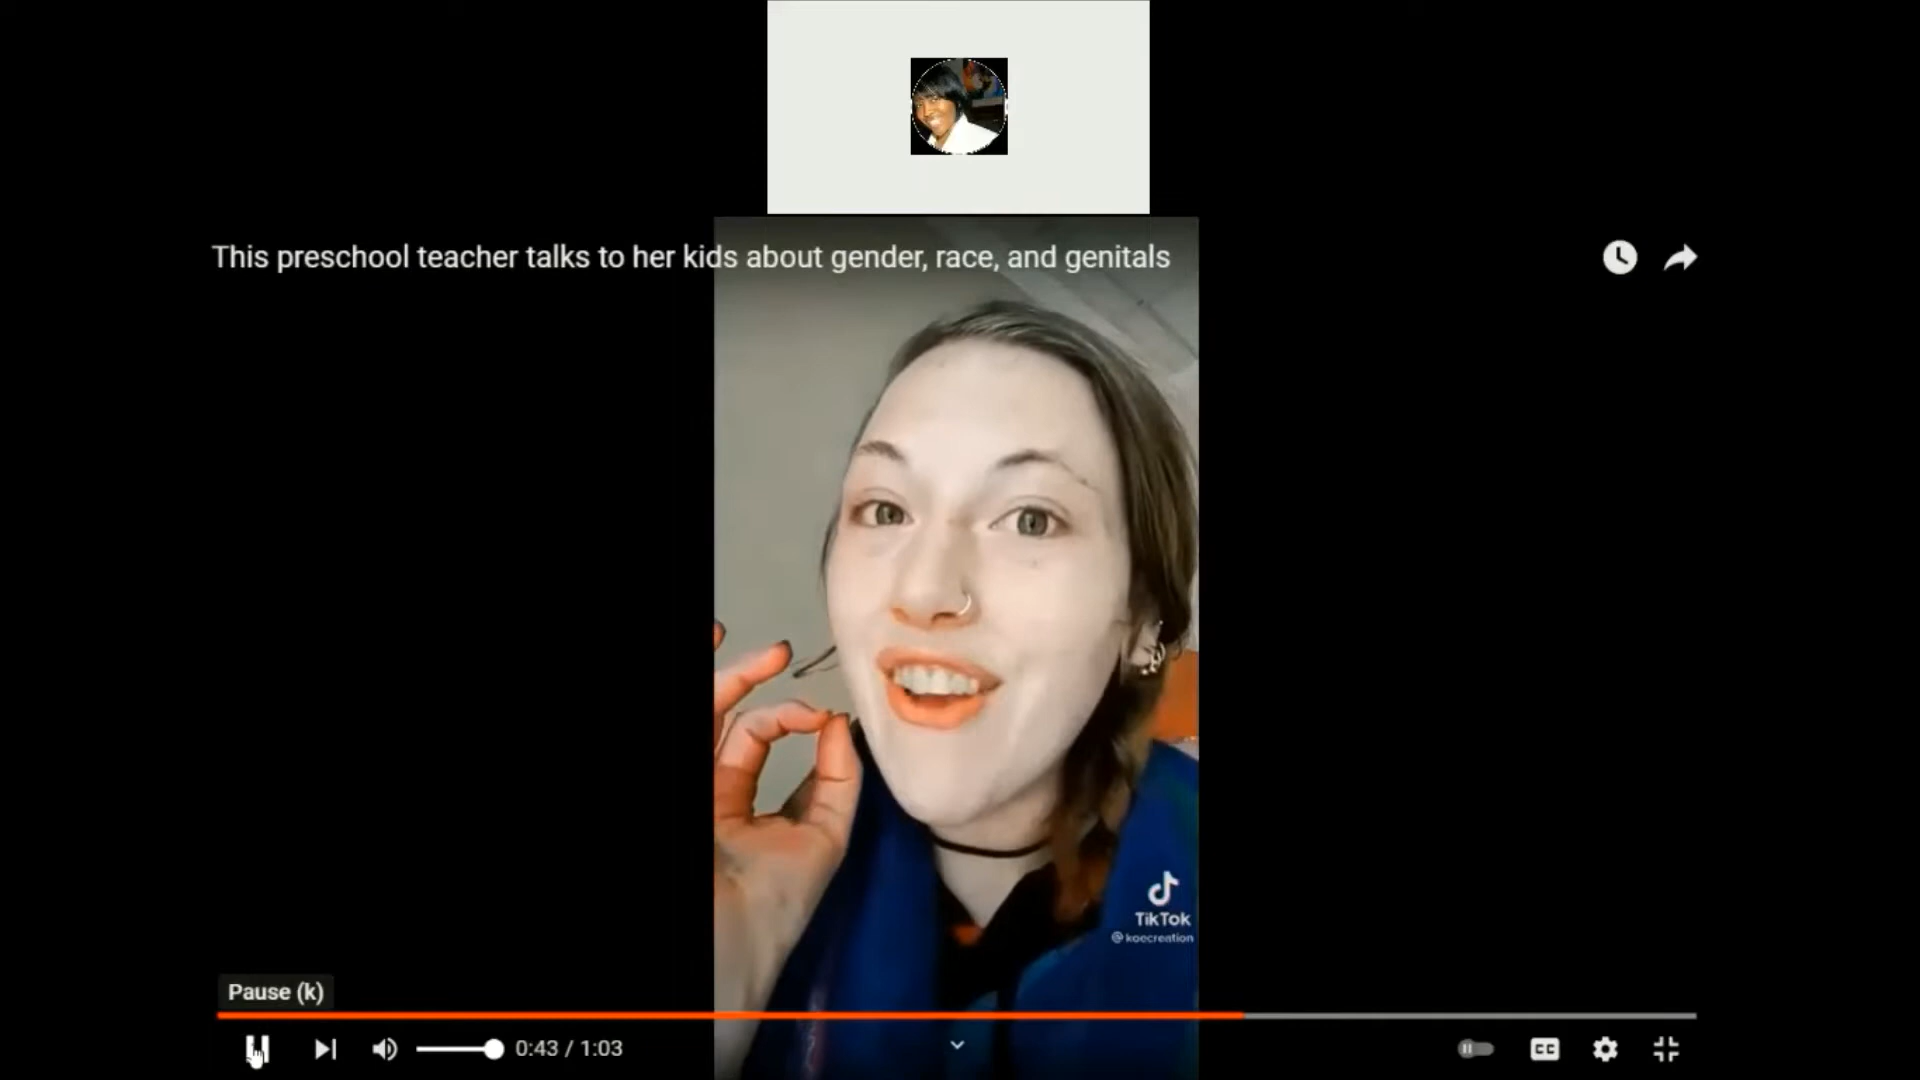 This preschool teacher talks to her kids about gender, race, and genitals
TikTok
@koecreation
Pause (k)
0:43 / 1:03
CC